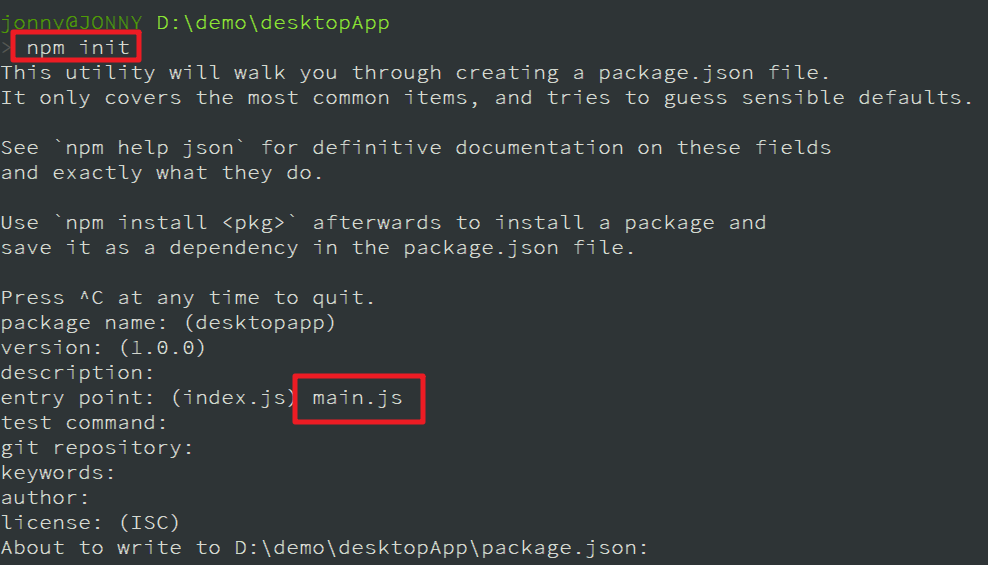 jonny@JONNY D:\demo\desktopApp
> npm init
This utility will walk you through creating a package.json file.
It only covers the most common items, and tries to guess sensible defaults.
See `npm help json` for definitive documentation on these fields
and exactly what they do.
Use `npm install <pkg>` afterwards to install a package and
save it as a dependency in the package.json file.
Press ^C at any time to quit.
package name: (desktopapp)
version: (1.0.0)
description:
entry point: (index.js) main.js
test command:
git repository:
keywords:
author:
license: (ISC)
About to write to D:\demo\desktopApp\package.json: